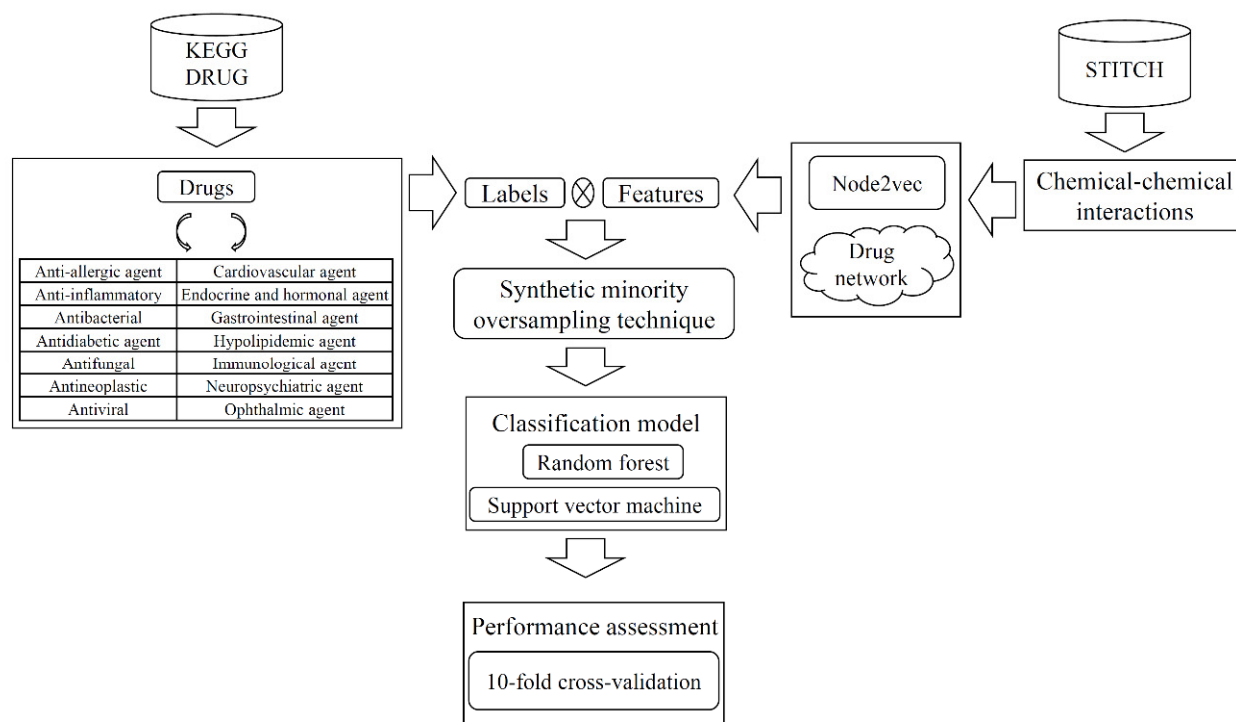 KEGG
DRUG
STITCH
Drugs
Anti-allergic agent Cardiovascular agent
Anti-inflammatory Endocrine and hormonal agent
Antibacterial Gastrointestinal agent
Antidiabetic agent Hypolipidemic agent
Antifungal Immunological agent
Antineoplastic Neuropsychiatric agent
Antiviral Ophthalmic agent
Labels Features
Node2vec
Drug
network
Chemical-chemical
interactions
Synthetic minority
oversampling technique
Classification model
Random forest
Support vector machine
Performance assessment
10-fold cross-validation